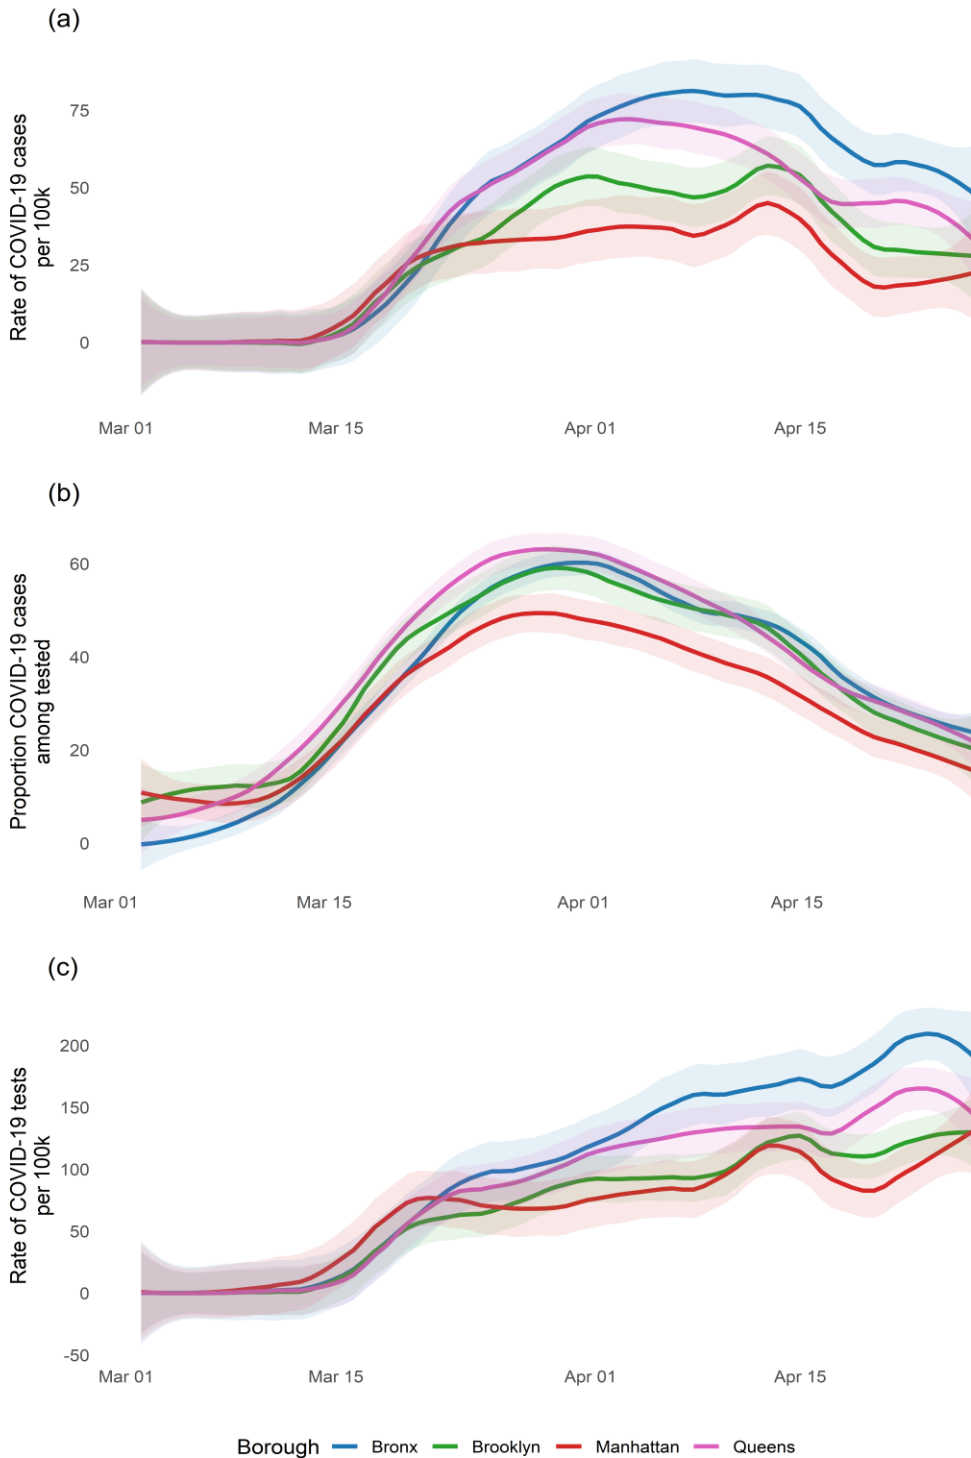 (a)
Rate of COVID-19 cases
per 100k
75
50
25
0
Mar 01 Mar 15 Apr 01 Apr 15
(b)
Proportion COVID-19 cases
among tested
60
40
20
0
Mar 01 Mar 15 Apr 01 Apr 15
(c)
Rate of COVID-19 tests
per 100k
200
150
100
50
0
-50
Mar 01 Mar 15 Apr 01 Apr 15
Borough Bronx Brooklyn Manhattan Queens